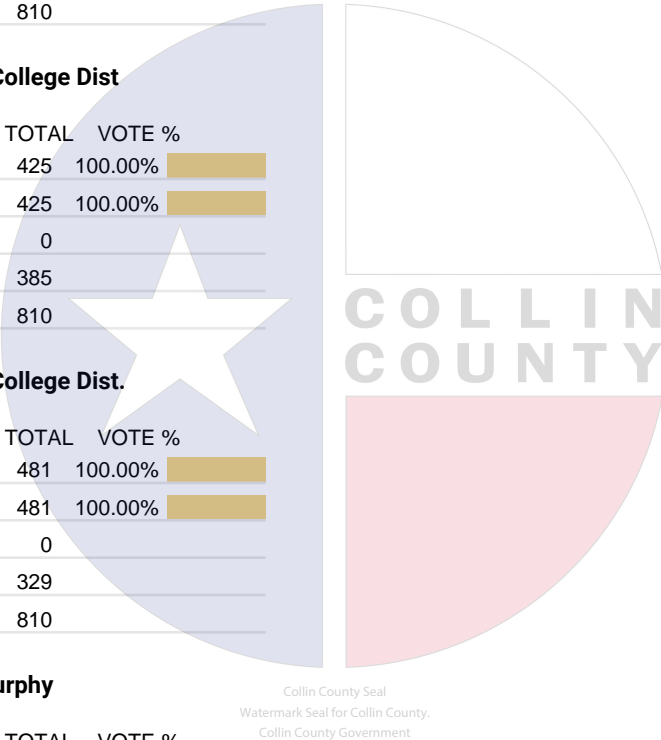 810
College Dist
TOTAL VOTE %
425 100.00%
425 100.00%
0
385
810
College Dist.
TOTAL VOTE %
481 100.00%
481 100.00%
0
329
810
urphy
TOTAL VOTE %
COLLIN
COUNTY
Collin County Seal
Watermark Seal for Collin County.
Collin County Government